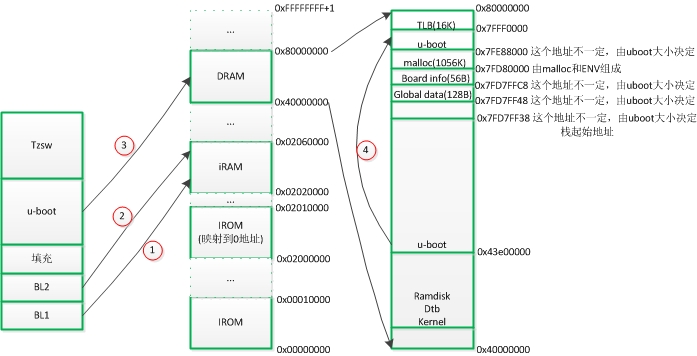 Tzsw
u-boot
填充
BL2
BL1
①
②
③
0xFFFFFFFF+1
...
0x80000000
DRAM
0x40000000
...
0x02060000
iRAM
0x02020000
...
0x02010000
IROM
(映射到0地址)
0x02000000
...
0x00010000
IROM
0x00000000
④
0x80000000
TLB(16K)
0x7FFF0000
u-boot
0x7FE88000 这个地址不一定，由uboot大小决定
malloc(1056K)
0x7FD80000 由malloc和ENV组成
Board info(56B)
0x7FD7FFC8 这个地址不一定，由uboot大小决定
Global data(128B)
0x7FD7FF48 这个地址不一定，由uboot大小决定
0x7FD7FF38 这个地址不一定，由uboot大小决定
栈起始地址
u-boot
0x43e00000
Ramdisk
Dtb
Kernel
0x40000000